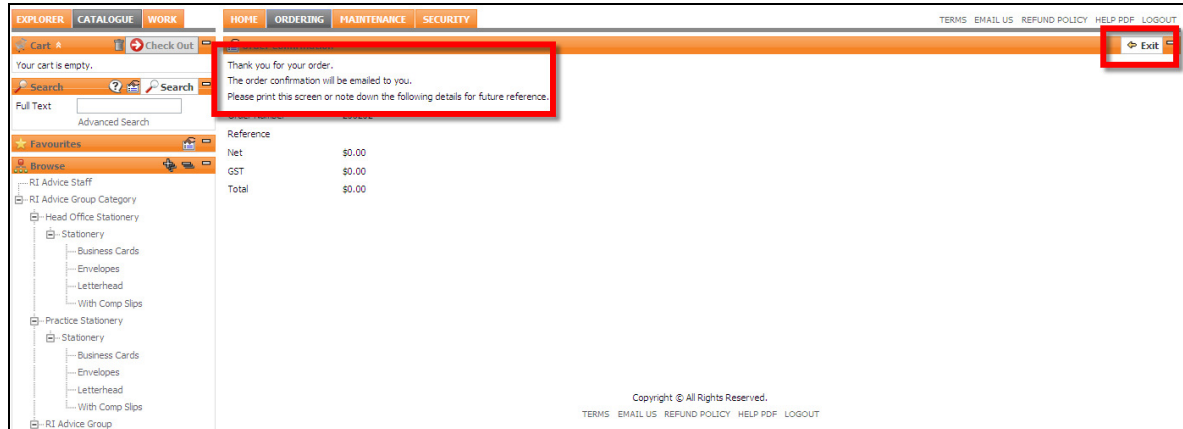 EXPLORER CATALOGUE WORK
HOME ORDERING MAINTENANCE SECURITY
TERMS EMAIL US REFUND POLICY HELP PDF LOGOUT
Cart Check Out
Your cart is empty.
Search Search
Full Text
Advanced Search
Favourites
Browse
RI Advice Staff
RI Advice Group Category
Head Office Stationery
Stationery
Business Cards
Envelopes
Letterhead
With Comp Slips
Practice Stationery
Stationery
Business Cards
Envelopes
Letterhead
With Comp Slips
RI Advice Group
Exit
Thank you for your order.
The order confirmation will be emailed to you.
Please print this screen or note down the following details for future reference.
Order Number
Reference
Net $0.00
GST $0.00
Total $0.00
Copyright © All Rights Reserved.
TERMS EMAIL US REFUND POLICY HELP PDF LOGOUT